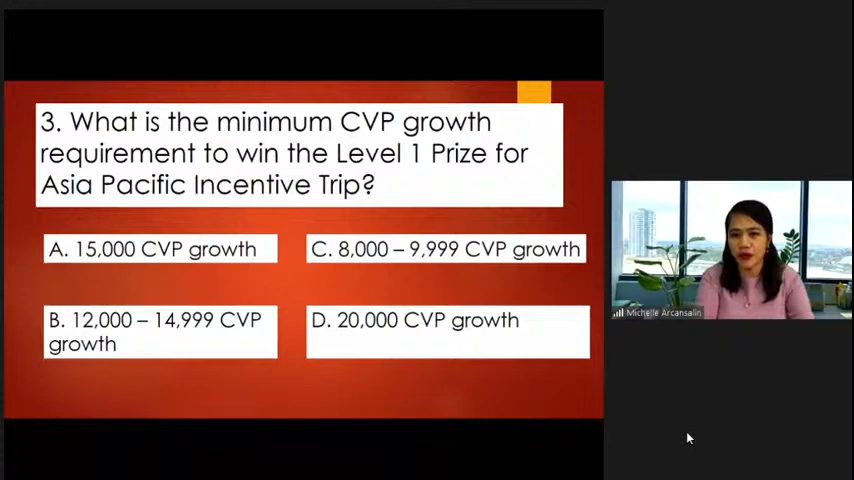 3. What is the minimum CVP growth
requirement to win the Level 1 Prize for
Asia Pacific Incentive Trip?
A. 15,000 CVP growth
C. 8,000 – 9,999 CVP growth
B. 12,000 – 14,999 CVP
growth
D. 20,000 CVP growth
Michelle Arcansalin